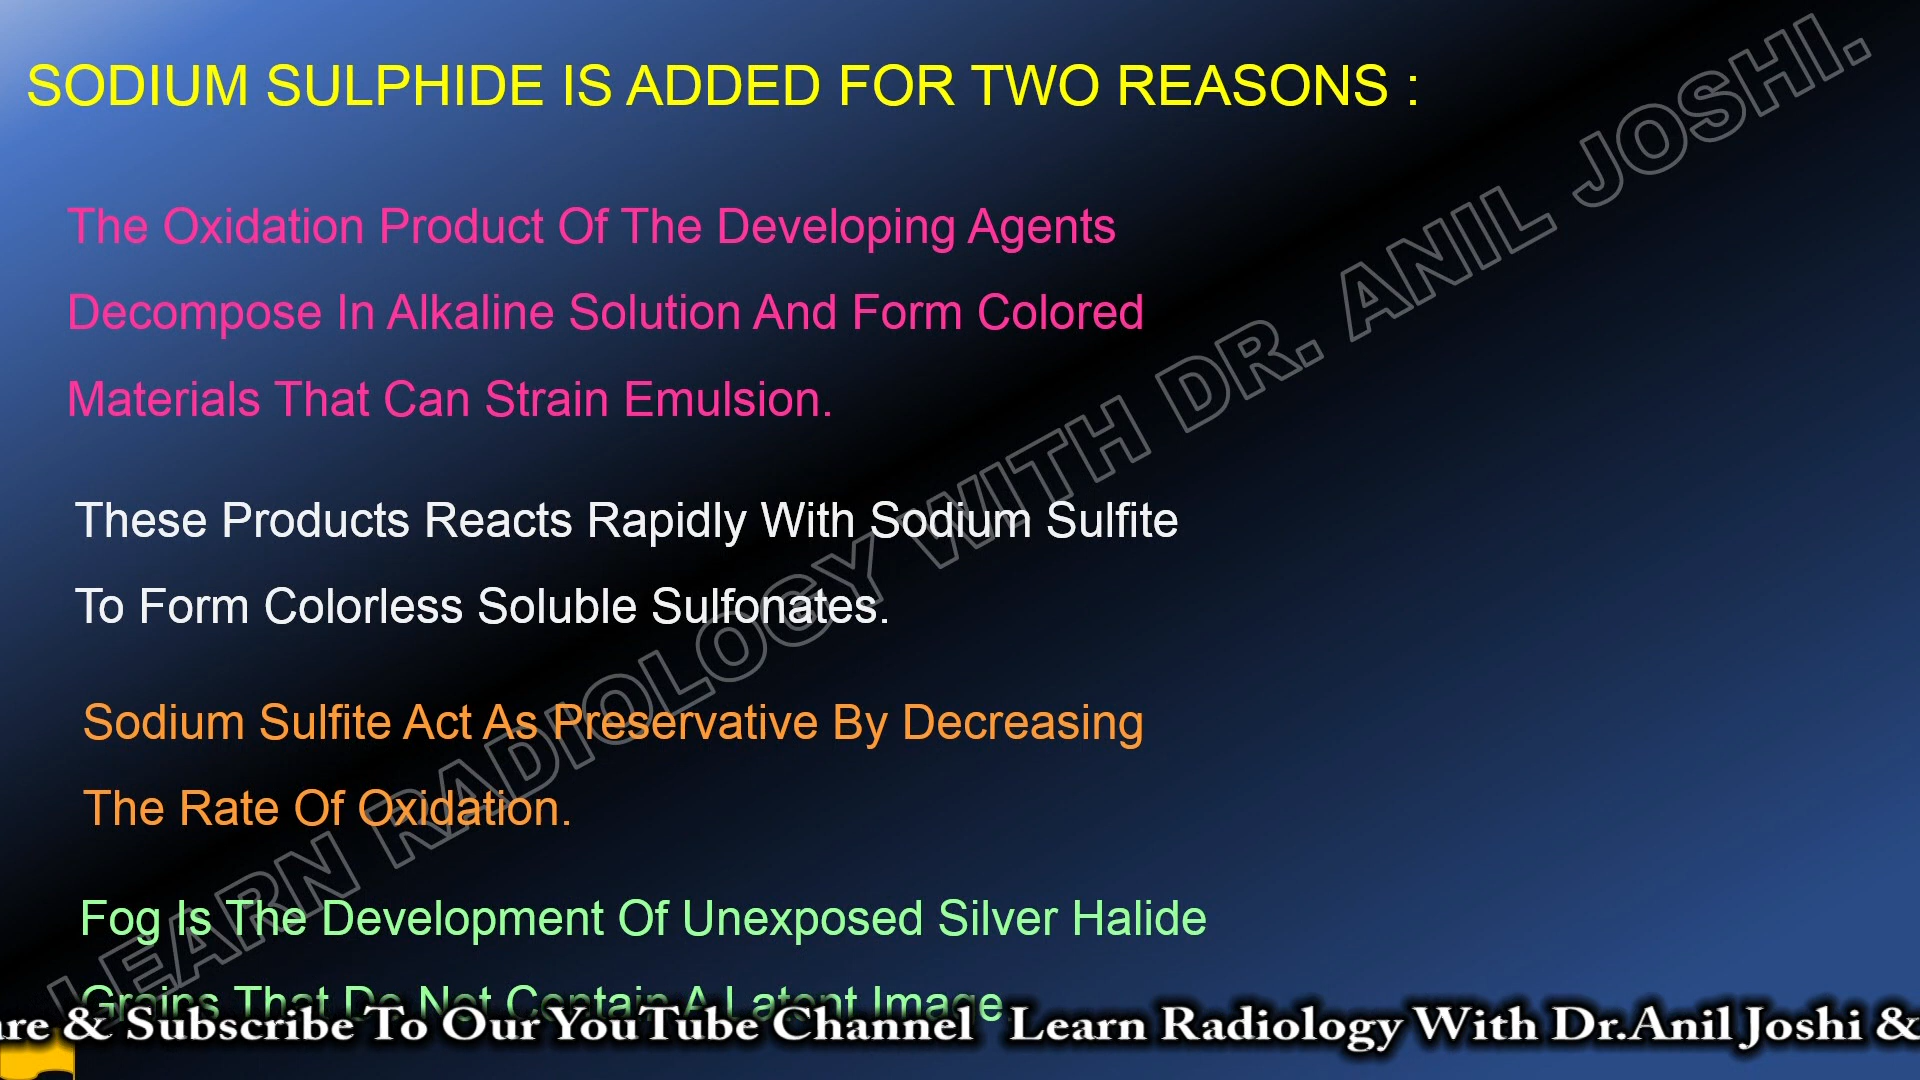 SODIUM SULPHIDE IS ADDED FOR TWO REASONS :
The Oxidation Product Of The Developing Agents
Decompose In Alkaline Solution And Form Colored
Materials That Can Strain Emulsion.
These Products Reacts Rapidly With Sodium Sulfite
To Form Colorless Soluble Sulfonates.
Sodium Sulfite Act As Preservative By Decreasing
The Rate Of Oxidation.
Fog Is The Development Of Unexposed Silver Halide
Grains That Do Not Contain A Latent Image
are & Subscribe To Our YouTube Channel Learn Radiology With Dr.Anil Joshi &
LEARN RADIOLOGY WITH DR. ANIL JOSHI.